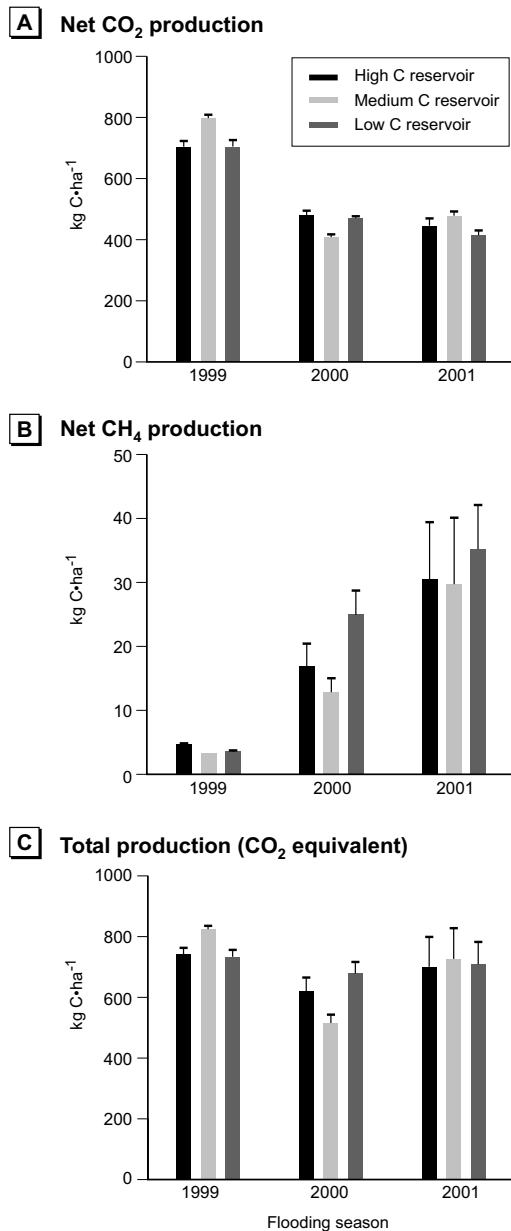 A Net CO₂ production
1000
800
600
400
200
0
kg C•ha⁻¹
High C reservoir
Medium C reservoir
Low C reservoir
1999 2000 2001
B Net CH₄ production
50
40
30
20
10
0
kg C•ha⁻¹
1999 2000 2001
C Total production (CO₂ equivalent)
1000
800
600
400
200
0
kg C•ha⁻¹
1999 2000 2001
Flooding season